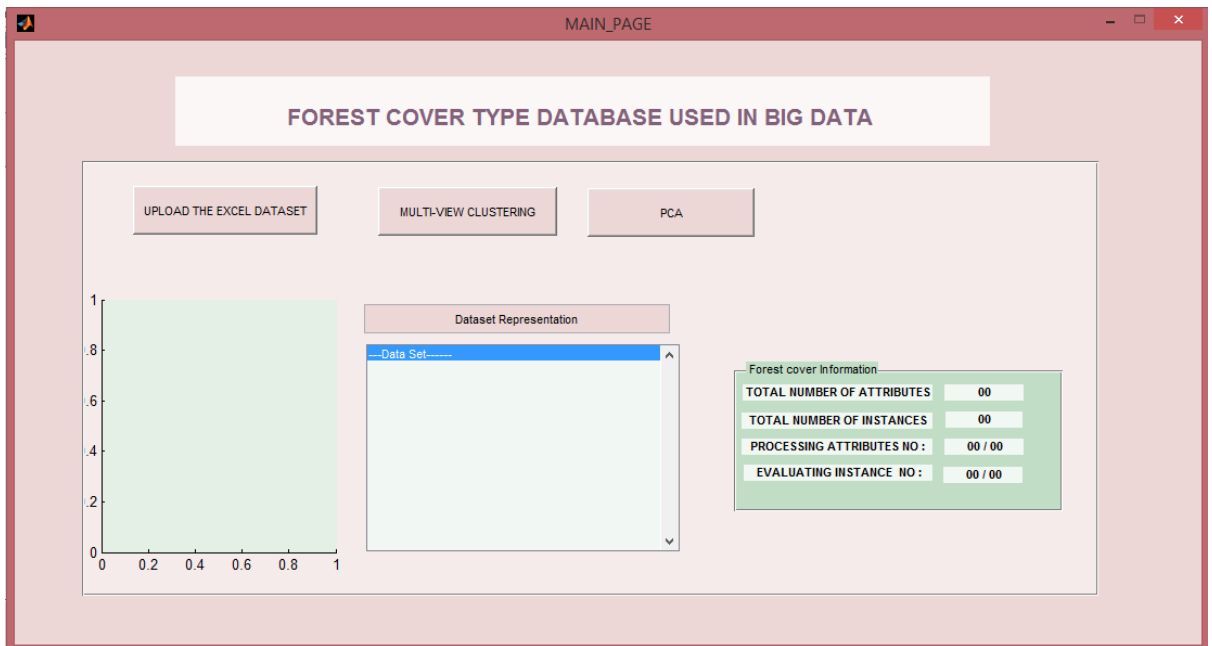 MAIN_PAGE
FOREST COVER TYPE DATABASE USED IN BIG DATA
UPLOAD THE EXCEL DATASET
MULTI-VIEW CLUSTERING
PCA
1
.8
.6
.4
.2
0
0 0.2 0.4 0.6 0.8 1
Dataset Representation
---Data Set------
Forest cover Information
TOTAL NUMBER OF ATTRIBUTES 00
TOTAL NUMBER OF INSTANCES 00
PROCESSING ATTRIBUTES NO : 00 / 00
EVALUATING INSTANCE NO : 00 / 00